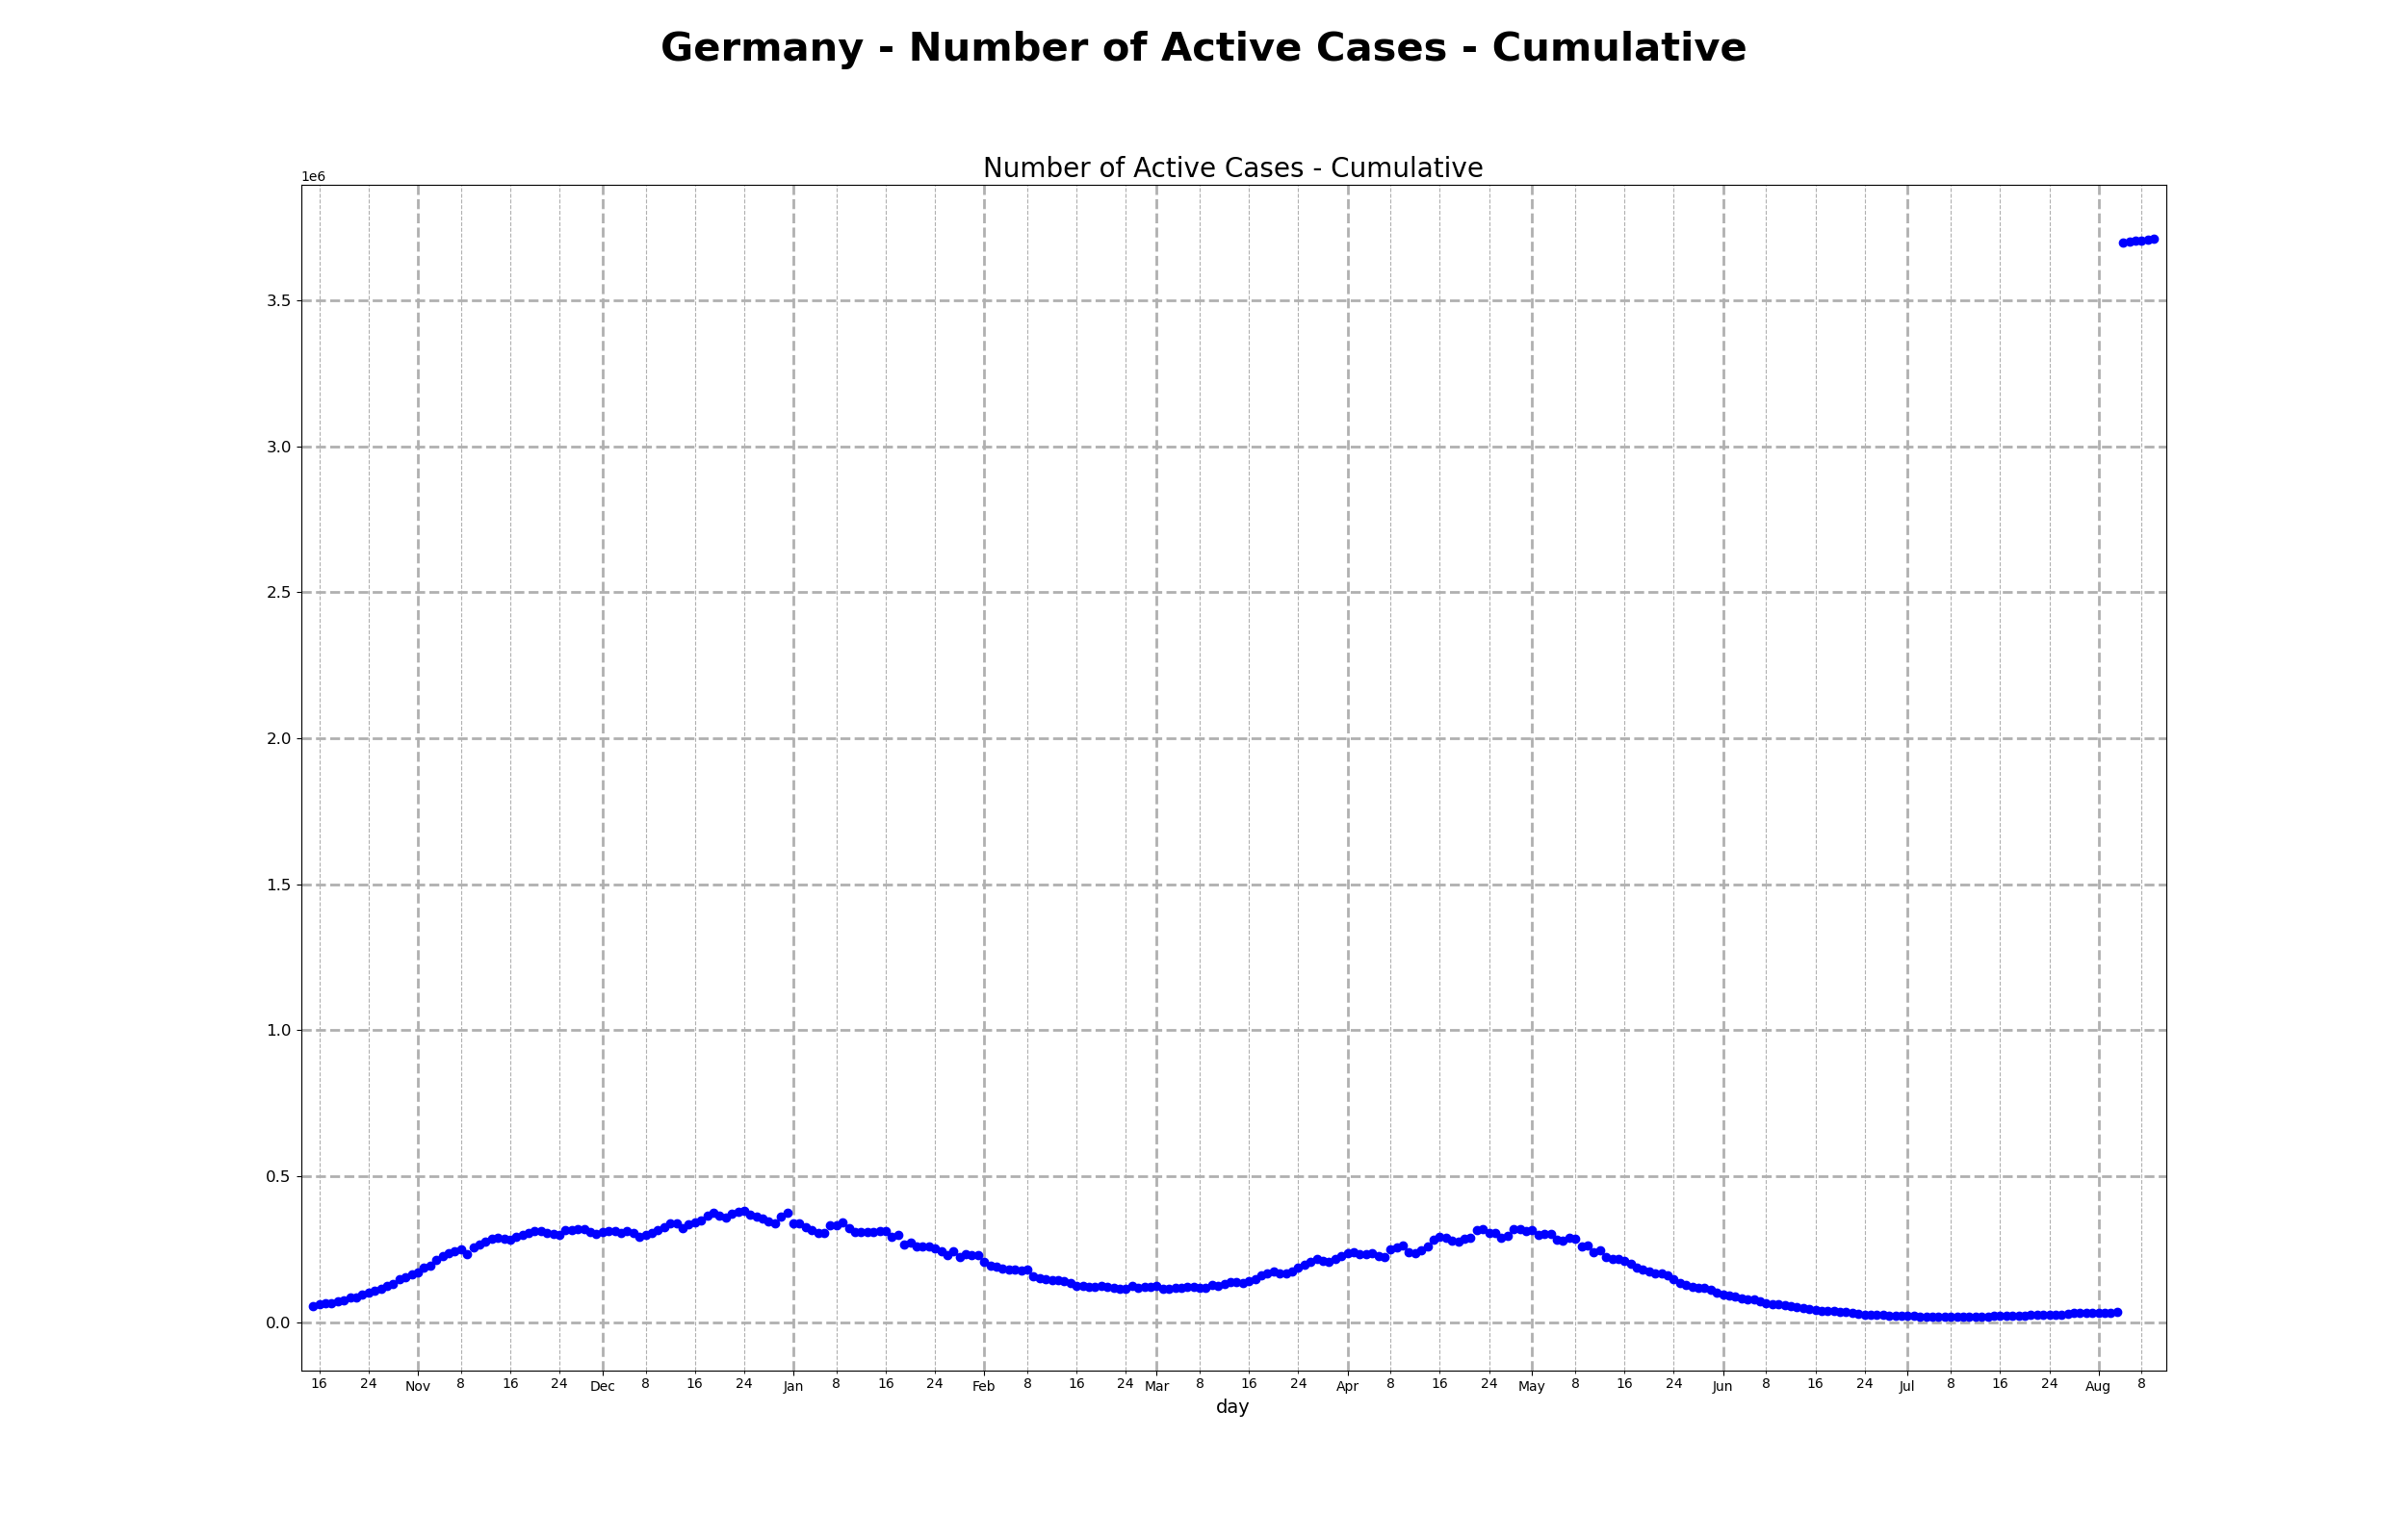 Germany - Number of Active Cases - Cumulative
Number of Active Cases - Cumulative
1e6
3.5
3.0
2.5
2.0
1.5
1.0
0.5
0.0
16 24 Nov 8 16 24 Dec 8 16 24 Jan 8 16 24 Feb 8 16 24 Mar 8 16 24 Apr 8 16 24 May 8 16 24 Jun 8 16 24 Jul 8 16 24 Aug 8
day